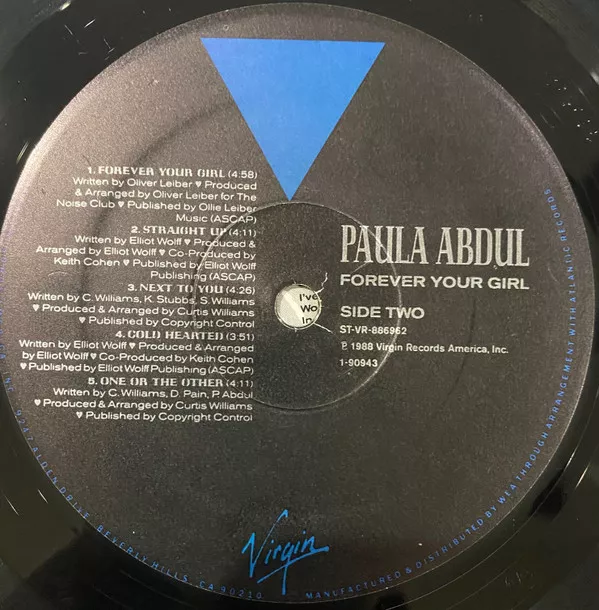 1. FOREVER YOUR GIRL (4:58)
Written by Oliver Leiber ♥ Produced
& Arranged by Oliver Leiber for The
Noise Club ♥ Published by Ollie Leiber
Music (ASCAP)
2. STRAIGHT UP (4:11)
Written by Elliot Wolff ♥ Produced &
Arranged by Elliot Wolff ♥ Co-Produced by
Keith Cohen ♥ Published by Elliot Wolff
Publishing (ASCAP)
3. NEXT TO YOU (4:26)
Written by C. Williams, K. Stubbs, S. Williams
♥ Produced & Arranged by Curtis Williams
♥ Published by Copyright Control
4. COLD HEARTED (3:51)
Written by Elliot Wolff ♥ Produced & Arranged
by Elliot Wolff ♥ Co-Produced by Keith Cohen
♥ Published by Elliot Wolff Publishing (ASCAP)
5. ONE OR THE OTHER (4:11)
Written by C. Williams, D. Pain, P. Abdul
♥ Produced & Arranged by Curtis Williams
♥ Published by Copyright Control
I've
Wo
In
PAULA ABDUL
FOREVER YOUR GIRL
SIDE TWO
ST-VR-886962
℗ 1988 Virgin Records America, Inc.
1-90943
Virgin
ALDEN DRIVE, BEVERLY HILLS, CA 90210
MANUFACTURED & DISTRIBUTED BY WEA THROUGH ARRANGEMENT WITH ATLANTIC RECORDS